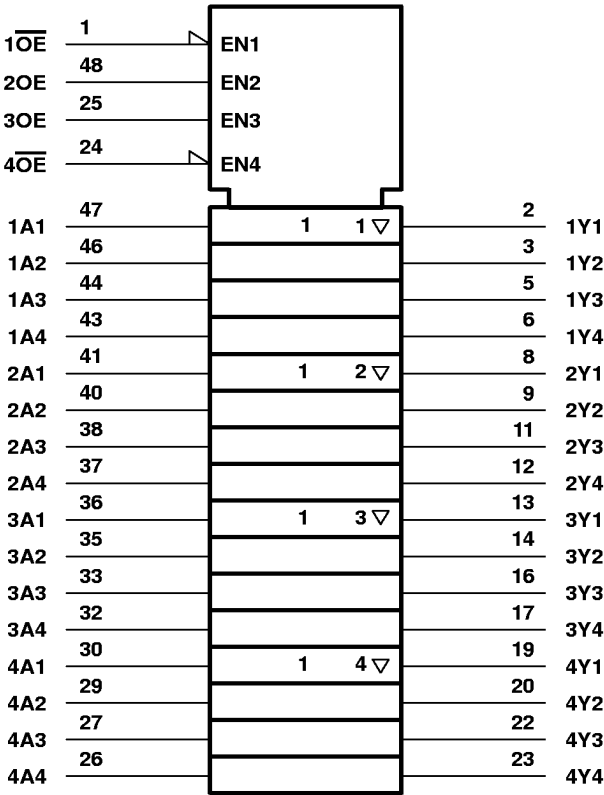 1O̅E̅ 1 EN1
2OE 48 EN2
3OE 25 EN3
4O̅E̅ 24 EN4
1A1 47 1 1 ▽ 2 1Y1
1A2 46 3 1Y2
1A3 44 5 1Y3
1A4 43 6 1Y4
2A1 41 1 2 ▽ 8 2Y1
2A2 40 9 2Y2
2A3 38 11 2Y3
2A4 37 12 2Y4
3A1 36 1 3 ▽ 13 3Y1
3A2 35 14 3Y2
3A3 33 16 3Y3
3A4 32 17 3Y4
4A1 30 1 4 ▽ 19 4Y1
4A2 29 20 4Y2
4A3 27 22 4Y3
4A4 26 23 4Y4